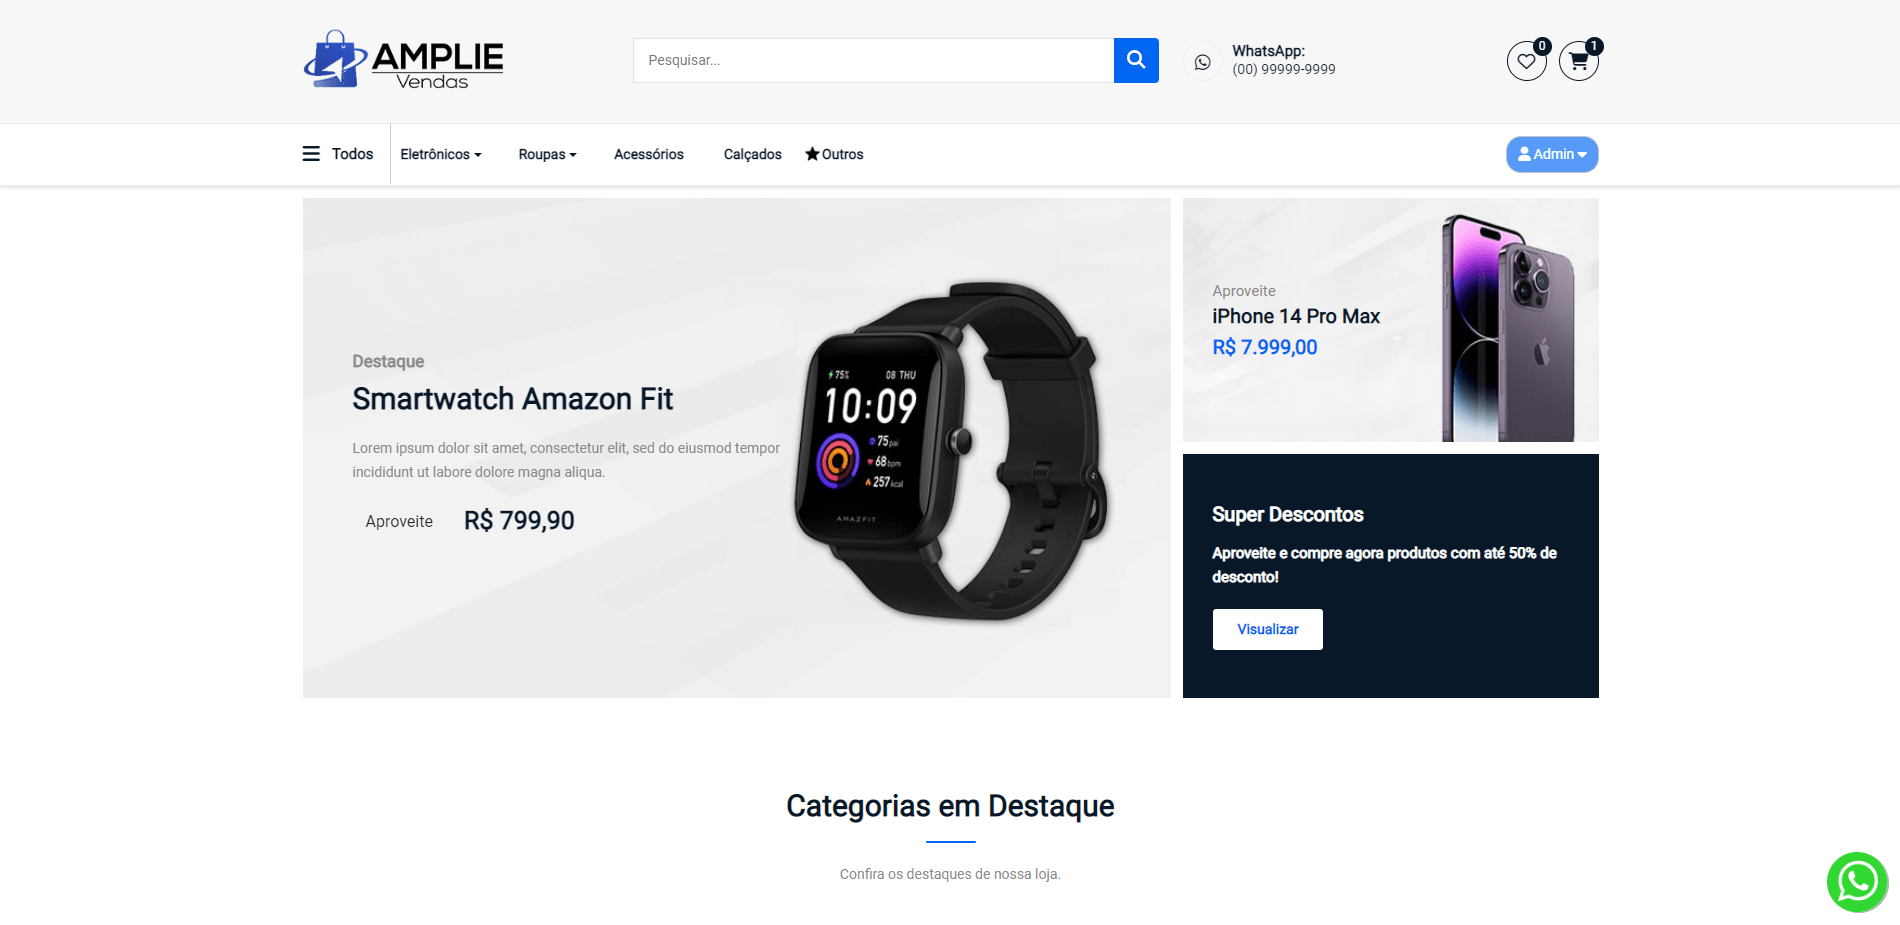 AMPLIE
Vendas
Pesquisar...
WhatsApp:
(00) 99999-9999
0
1
Todos
Eletrônicos
Roupas
Acessórios
Calçados
Outros
Admin
Destaque
Smartwatch Amazon Fit
Lorem ipsum dolor sit amet, consectetur elit, sed do eiusmod tempor
incididunt ut labore dolore magna aliqua.
Aproveite R$ 799,90
75% 08 THU
10:09
75 pai
68 bpm
257 kcal
AMAZFIT
Aproveite
iPhone 14 Pro Max
R$ 7.999,00
Super Descontos
Aproveite e compre agora produtos com até 50% de
desconto!
Visualizar
Categorias em Destaque
Confira os destaques de nossa loja.